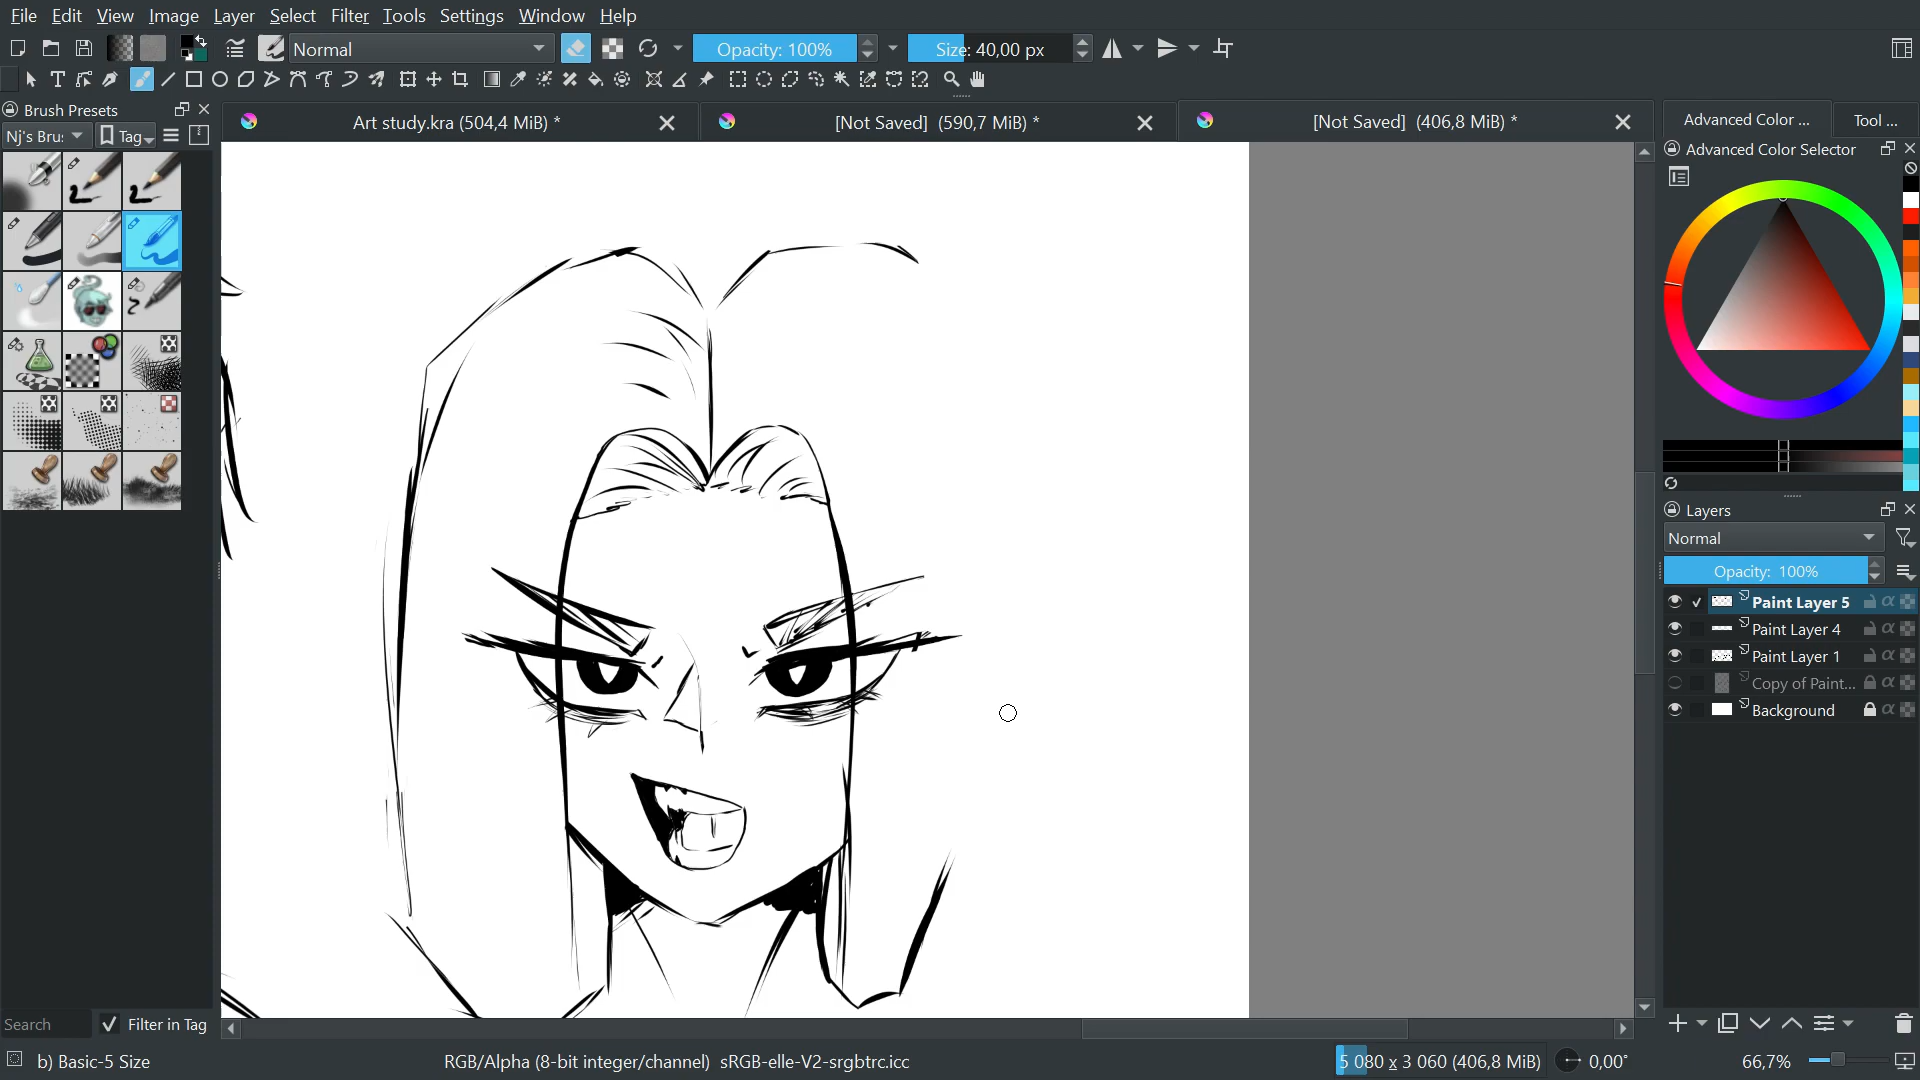 File Edit View Image Layer Select Filter Tools Settings Window Help
Normal Opacity: 100% Size: 40,00 px
Brush Presets
Nj's Bru: Tag
Art study.kra (504,4 MiB) *
[Not Saved] (590,7 MiB) *
[Not Saved] (406,8 MiB) *
Advanced Color ... Tool ...
Advanced Color Selector
Layers
Normal
Opacity: 100%
Paint Layer 5
Paint Layer 4
Paint Layer 1
Copy of Paint...
Background
Search Filter in Tag
b) Basic-5 Size RGB/Alpha (8-bit integer/channel) sRGB-elle-V2-srgbtrc.icc 5 080 x 3 060 (406,8 MiB) 0,00° 66,7%